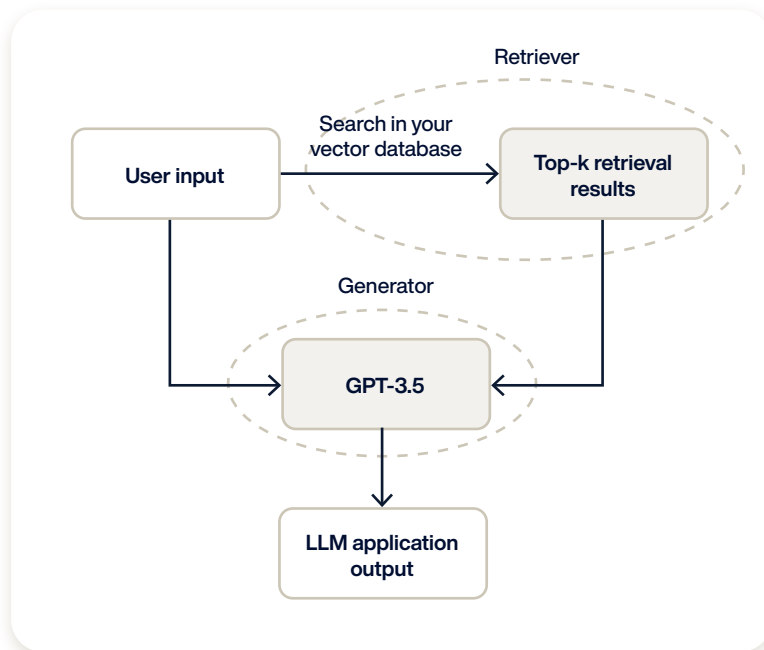 Retriever
Search in your
vector database
User input
Top-k retrieval
results
Generator
GPT-3.5
LLM application
output